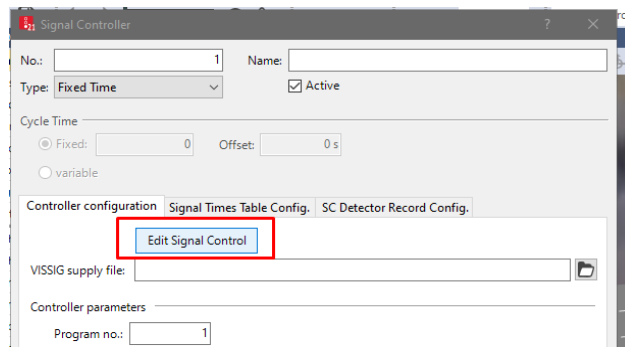 21 Signal Controller ? ×
No.: 1 Name:
Type: Fixed Time Active
Cycle Time
Fixed: 0 Offset: 0 s
variable
Controller configuration Signal Times Table Config. SC Detector Record Config.
Edit Signal Control
VISSIG supply file:
Controller parameters
Program no.: 1